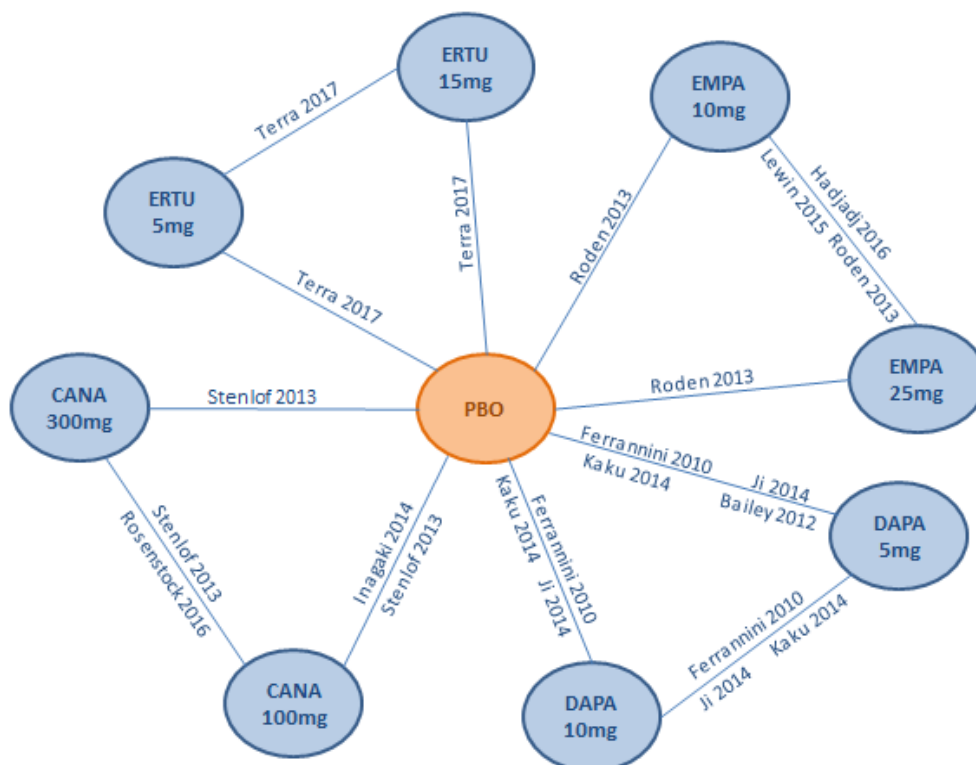 ERTU
15mg
EMPA
10mg
Terra 2017
ERTU
5mg
Terra 2017
Roden 2013
Hadjadj 2016
Lewin 2015 Roden 2013
Terra 2017
CANA
300mg
Stenlof 2013
PBO
Roden 2013
EMPA
25mg
Ferrannini 2010 Ji 2014
Kaku 2014 Bailey 2012
DAPA
5mg
Stenlof 2013
Rosenstock 2016
Inagaki 2014
Stenlof 2013
Ferrannini 2010
Kaku 2014 Ji 2014
Ferrannini 2010 Kaku 2014
Ji 2014
CANA
100mg
DAPA
10mg